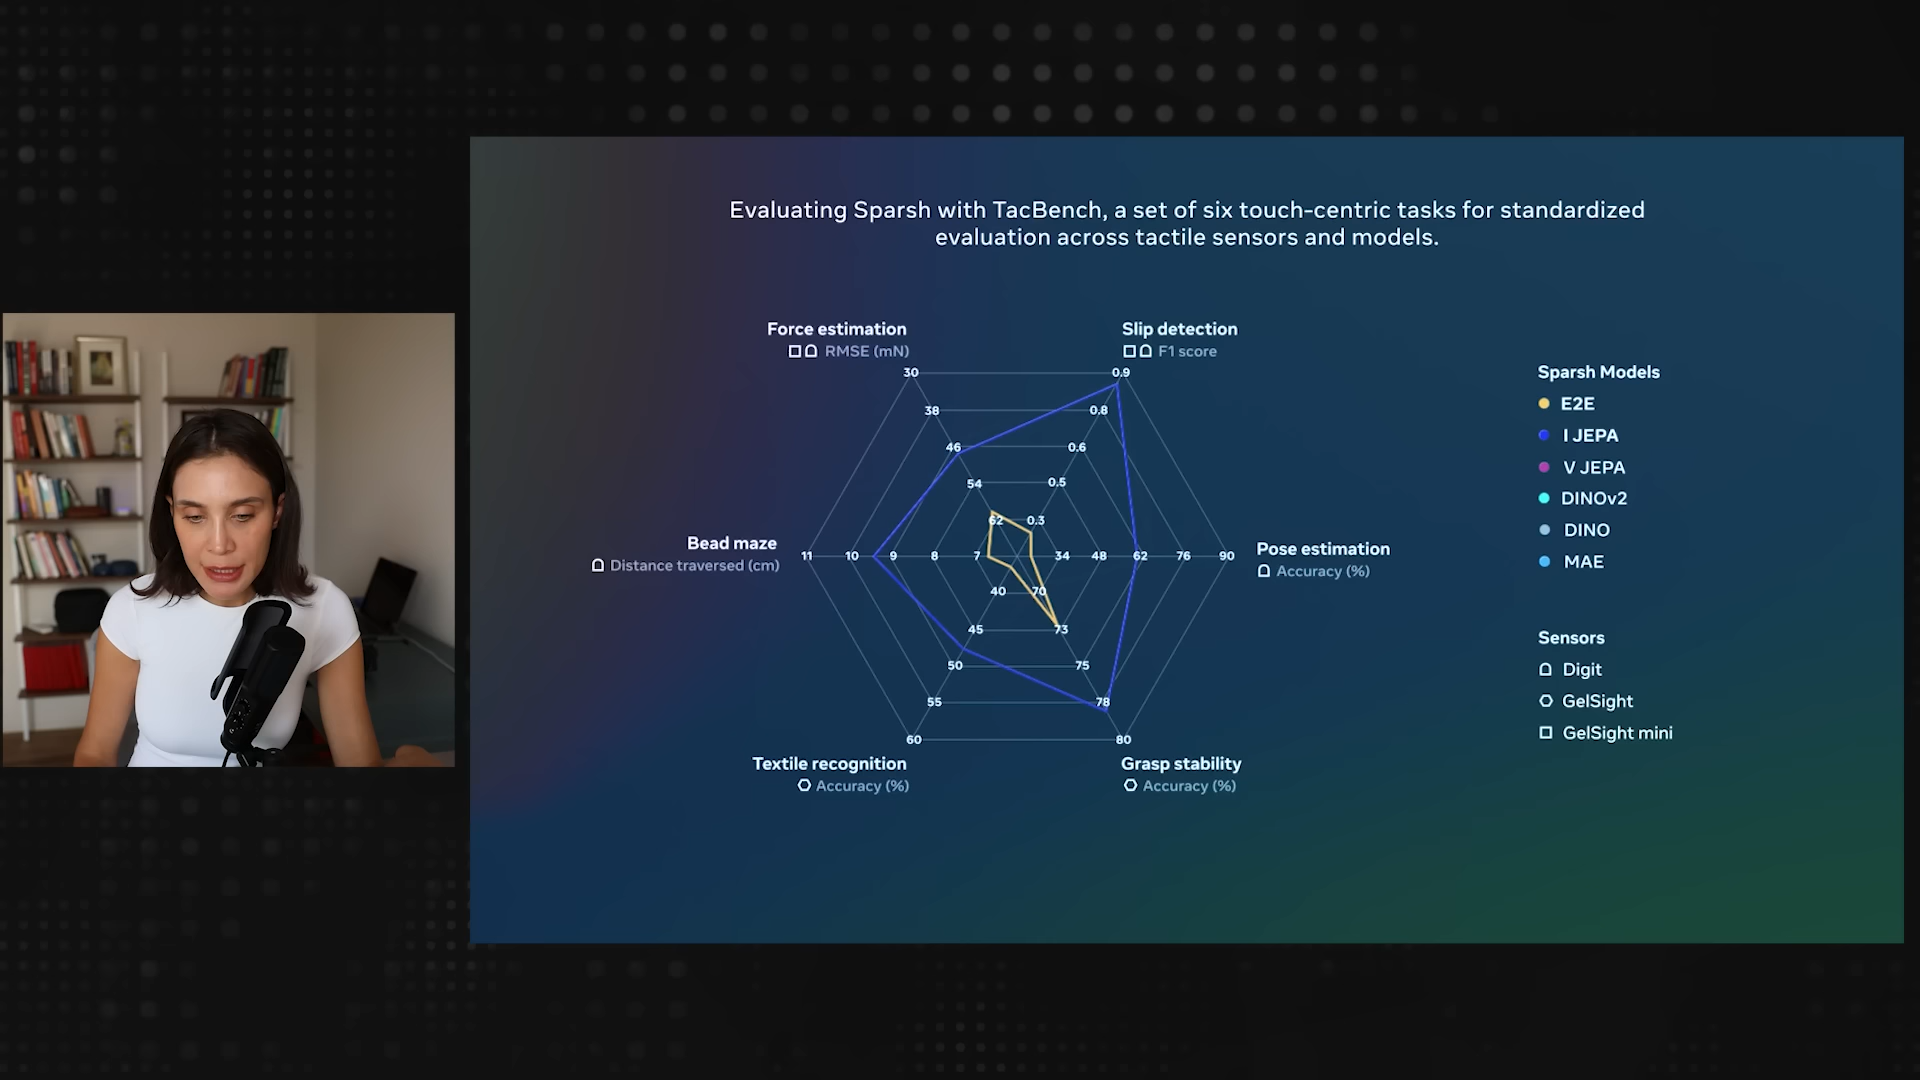 Evaluating Sparsh with TacBench, a set of six touch-centric tasks for standardized
evaluation across tactile sensors and models.
Force estimation
RMSE (mN)
Slip detection
F1 score
30
0.9
38
0.8
46
0.6
54
0.5
62
0.3
Bead maze
Distance traversed (cm)
11
10
9
8
7
34
48
62
76
90
Pose estimation
Accuracy (%)
40
70
45
73
50
75
55
78
60
80
Textile recognition
Accuracy (%)
Grasp stability
Accuracy (%)
Sparsh Models
E2E
I JEPA
V JEPA
DINOv2
DINO
MAE
Sensors
Digit
GelSight
GelSight mini